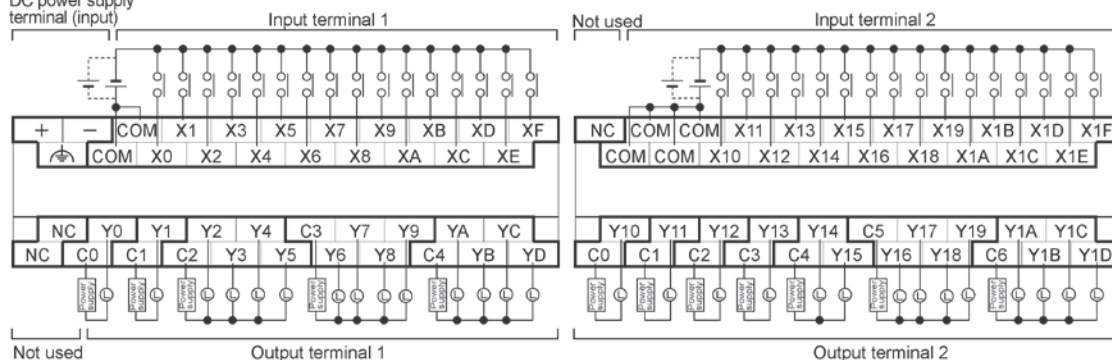 DC power supply
terminal (input)
Input terminal 1
Not used
Input terminal 2
+ - COM X1 X3 X5 X7 X9 XB XD XF
COM X0 X2 X4 X6 X8 XA XC XE
NC COM COM X11 X13 X15 X17 X19 X1B X1D X1F
COM COM X10 X12 X14 X16 X18 X1A X1C X1E
NC Y0 Y1 Y2 Y4 C3 Y7 Y9 YA YC
NC C0 C1 C2 Y3 Y5 Y6 Y8 C4 YB YD
Y10 Y11 Y12 Y13 Y14 C5 Y17 Y19 Y1A Y1C
C0 C1 C2 C3 C4 Y15 Y16 Y18 C6 Y1B Y1D
Power supply L Power supply L Power supply L L L L Power supply L L L L Power supply L L L L
Power supply L Power supply L Power supply L Power supply L Power supply L L Power supply L L L L Power supply L L L L
Not used
Output terminal 1
Output terminal 2